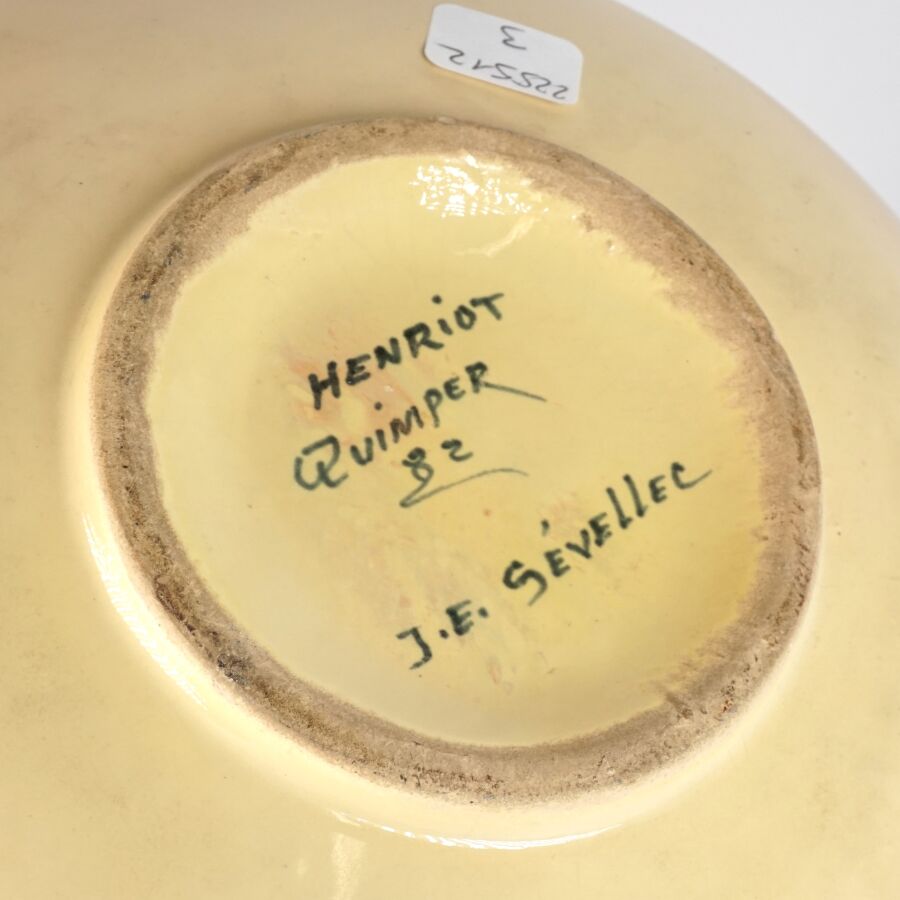 HENRIOT
QUIMPER
82
J.E. SÉVEllEC
3
225512